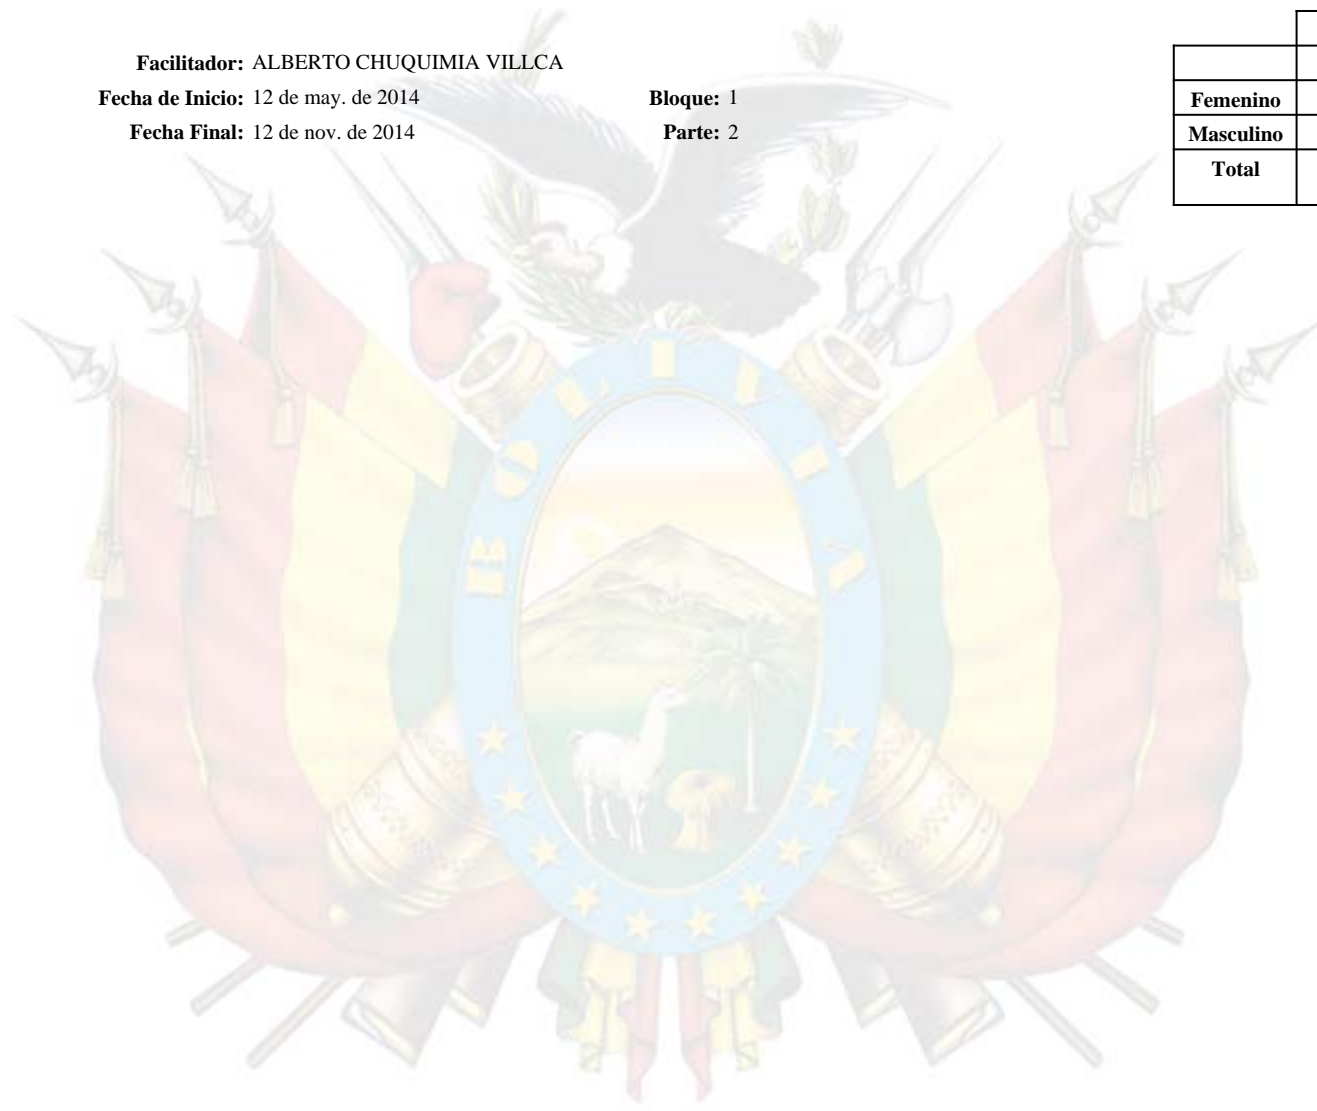 Facilitador: ALBERTO CHUQUIMIA VILLCA
Fecha de Inicio: 12 de may. de 2014 Bloque: 1
Fecha Final: 12 de nov. de 2014 Parte: 2
Femenino
Masculino
Total
BOLIVIA